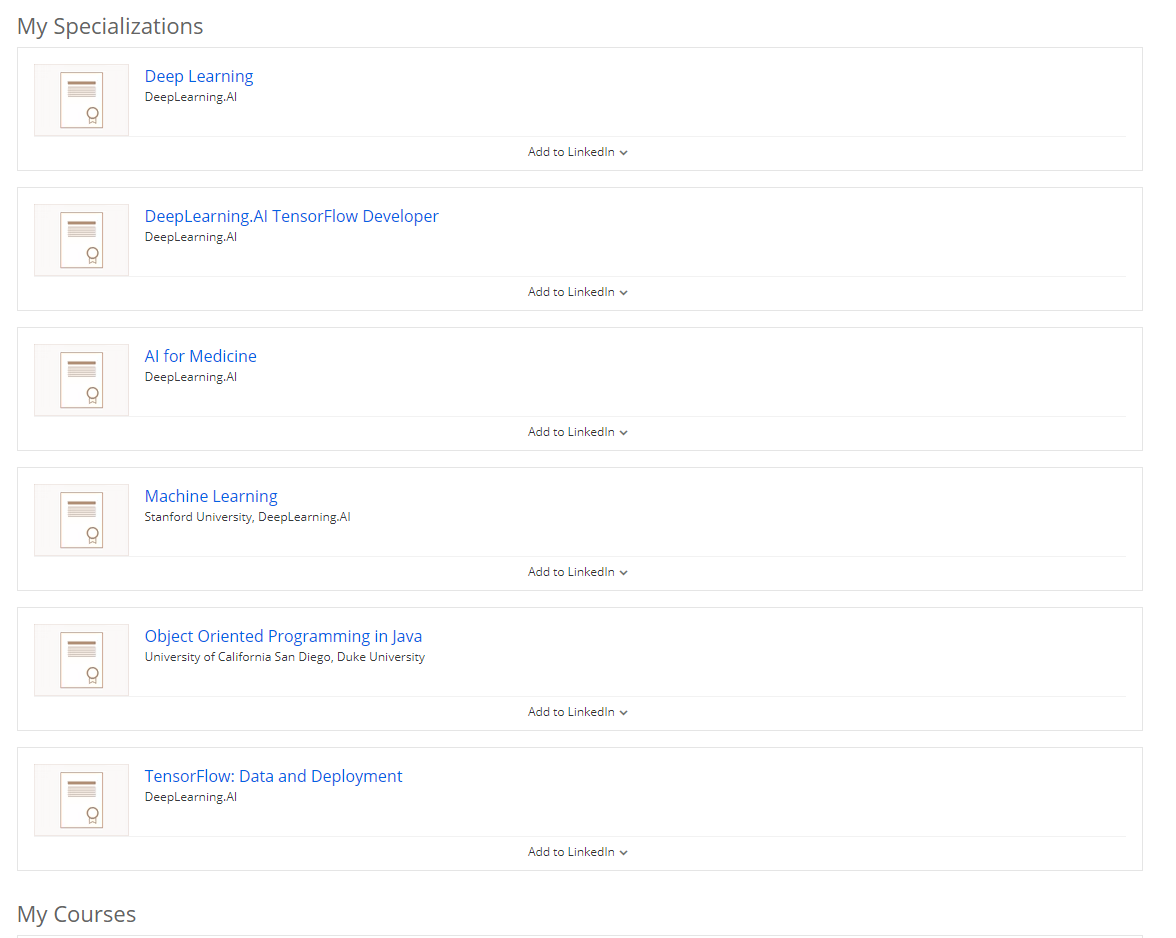 My Specializations
Deep Learning
DeepLearning.AI
Add to LinkedIn
DeepLearning.AI TensorFlow Developer
DeepLearning.AI
Add to LinkedIn
AI for Medicine
DeepLearning.AI
Add to LinkedIn
Machine Learning
Stanford University, DeepLearning.AI
Add to LinkedIn
Object Oriented Programming in Java
University of California San Diego, Duke University
Add to LinkedIn
TensorFlow: Data and Deployment
DeepLearning.AI
Add to LinkedIn
My Courses